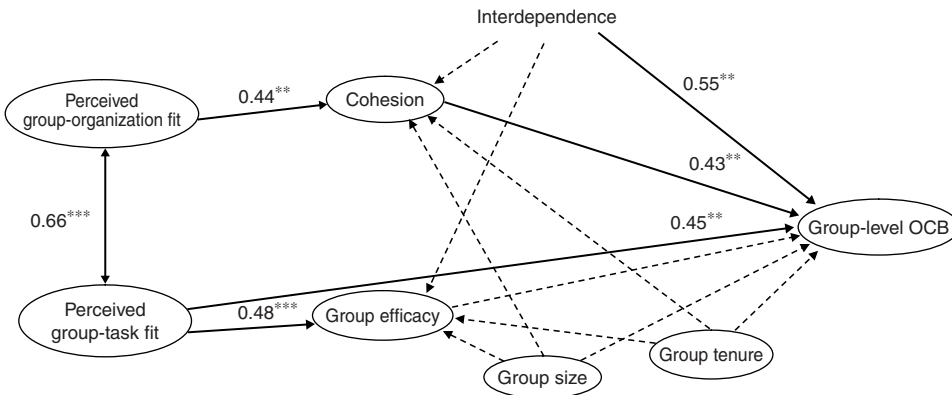 Interdependence
0.55**
Perceived
group-organization fit
0.44**
Cohesion
0.43**
0.66***
0.45**
Group-level OCB
Perceived
group-task fit
0.48***
Group efficacy
Group tenure
Group size